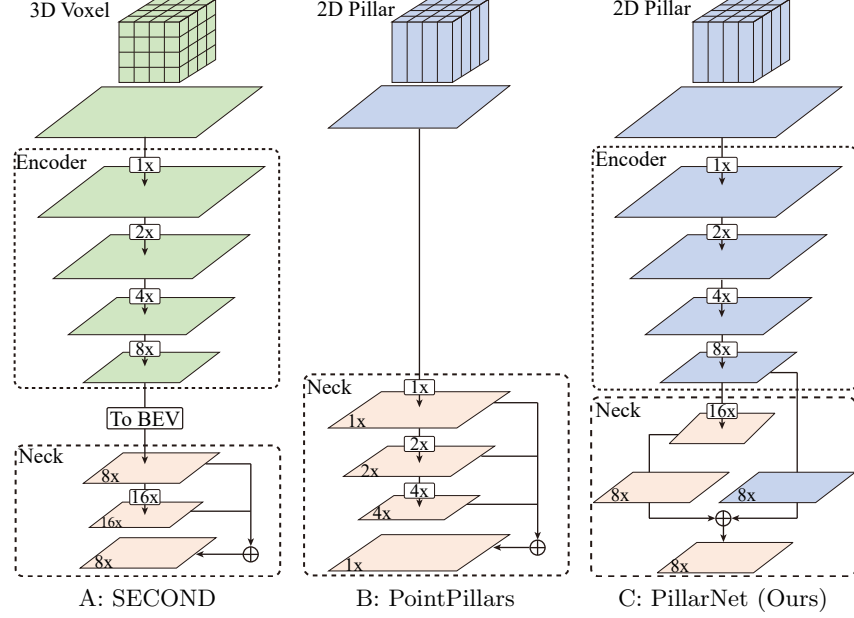 3D Voxel
Encoder
1x
2x
4x
8x
To BEV
Neck
8x
16x
16x
8x
A: SECOND
2D Pillar
Neck
1x
1x
2x
2x
4x
4x
1x
B: PointPillars
2D Pillar
Encoder
1x
2x
4x
8x
Neck
16x
8x
8x
8x
C: PillarNet (Ours)